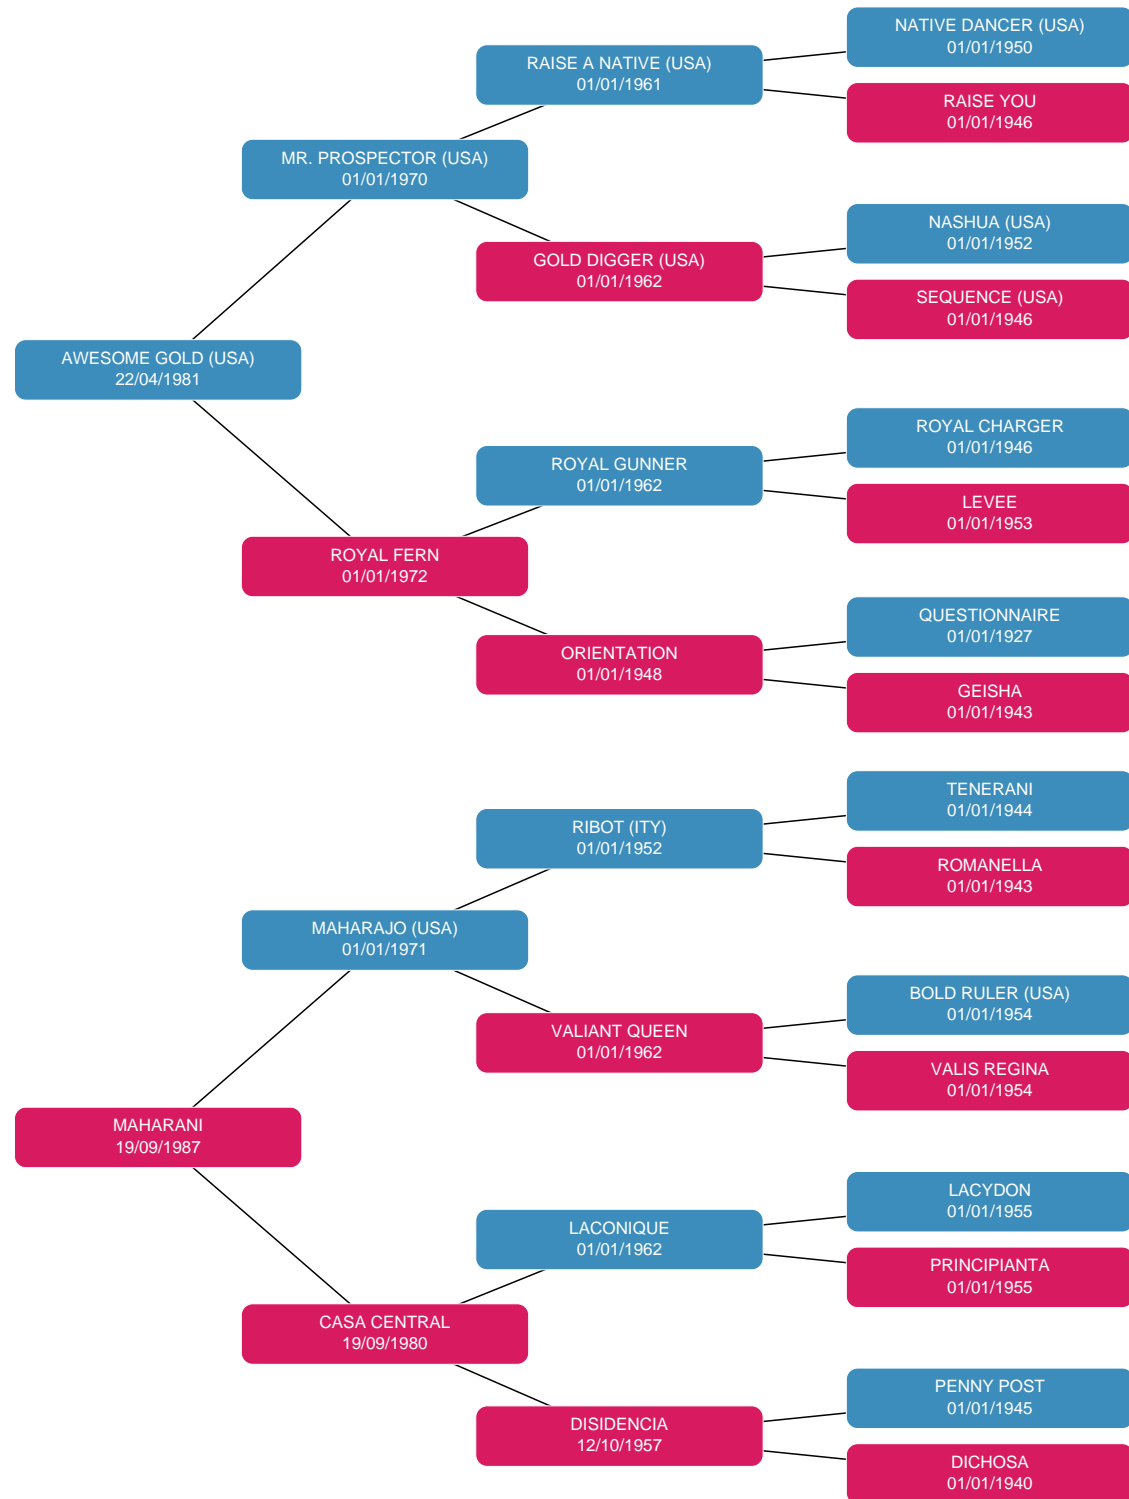 NATIVE DANCER (USA)
01/01/1950
RAISE A NATIVE (USA)
01/01/1961
RAISE YOU
01/01/1946
MR. PROSPECTOR (USA)
01/01/1970
NASHUA (USA)
01/01/1952
GOLD DIGGER (USA)
01/01/1962
SEQUENCE (USA)
01/01/1946
AWESOME GOLD (USA)
22/04/1981
ROYAL CHARGER
01/01/1946
ROYAL GUNNER
01/01/1962
LEVEE
01/01/1953
ROYAL FERN
01/01/1972
QUESTIONNAIRE
01/01/1927
ORIENTATION
01/01/1948
GEISHA
01/01/1943
TENERANI
01/01/1944
RIBOT (ITY)
01/01/1952
ROMANELLA
01/01/1943
MAHARAJO (USA)
01/01/1971
BOLD RULER (USA)
01/01/1954
VALIANT QUEEN
01/01/1962
VALIS REGINA
01/01/1954
MAHARANI
19/09/1987
LACYDON
01/01/1955
LACONIQUE
01/01/1962
PRINCIPIANTA
01/01/1955
CASA CENTRAL
19/09/1980
PENNY POST
01/01/1945
DISIDENCIA
12/10/1957
DICHOSA
01/01/1940